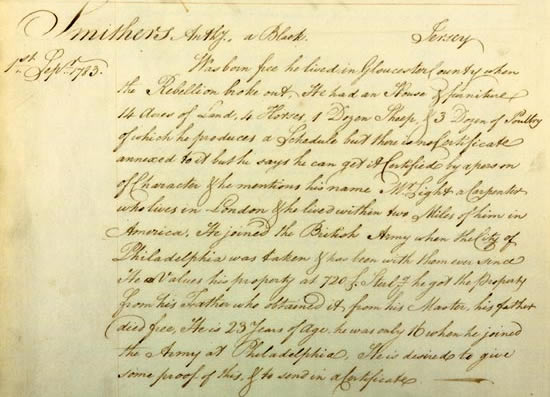 Smithers Anthy. a Black. Jersey
1st. Sept. 1783.
Was born free he lived in Gloucester County when
the Rebellion broke out. He had an House & furniture
14 Acres of Land, 4 Horses, 1 Dozen Sheep, & 3 Dozen of Poultry
of which he produces a Schedule but there is no Certificate
annexed to it but he says he can get it Certified by a person
of Character & he mentions his name Mr. Light a Carpenter
who lives in London & he lived within two Miles of him in
America. He joined the British Army when the City of
Philadelphia was taken & has been with them ever since
He Values his property at 720 £. Sterlg. he got the Property
from his Father who obtained it from his Master, his father
died free, He is 23 Years of age, he was only 16 when he joined
the Army at Philadelphia. He is desired to give
some proof of this, & to send in a Certificate.